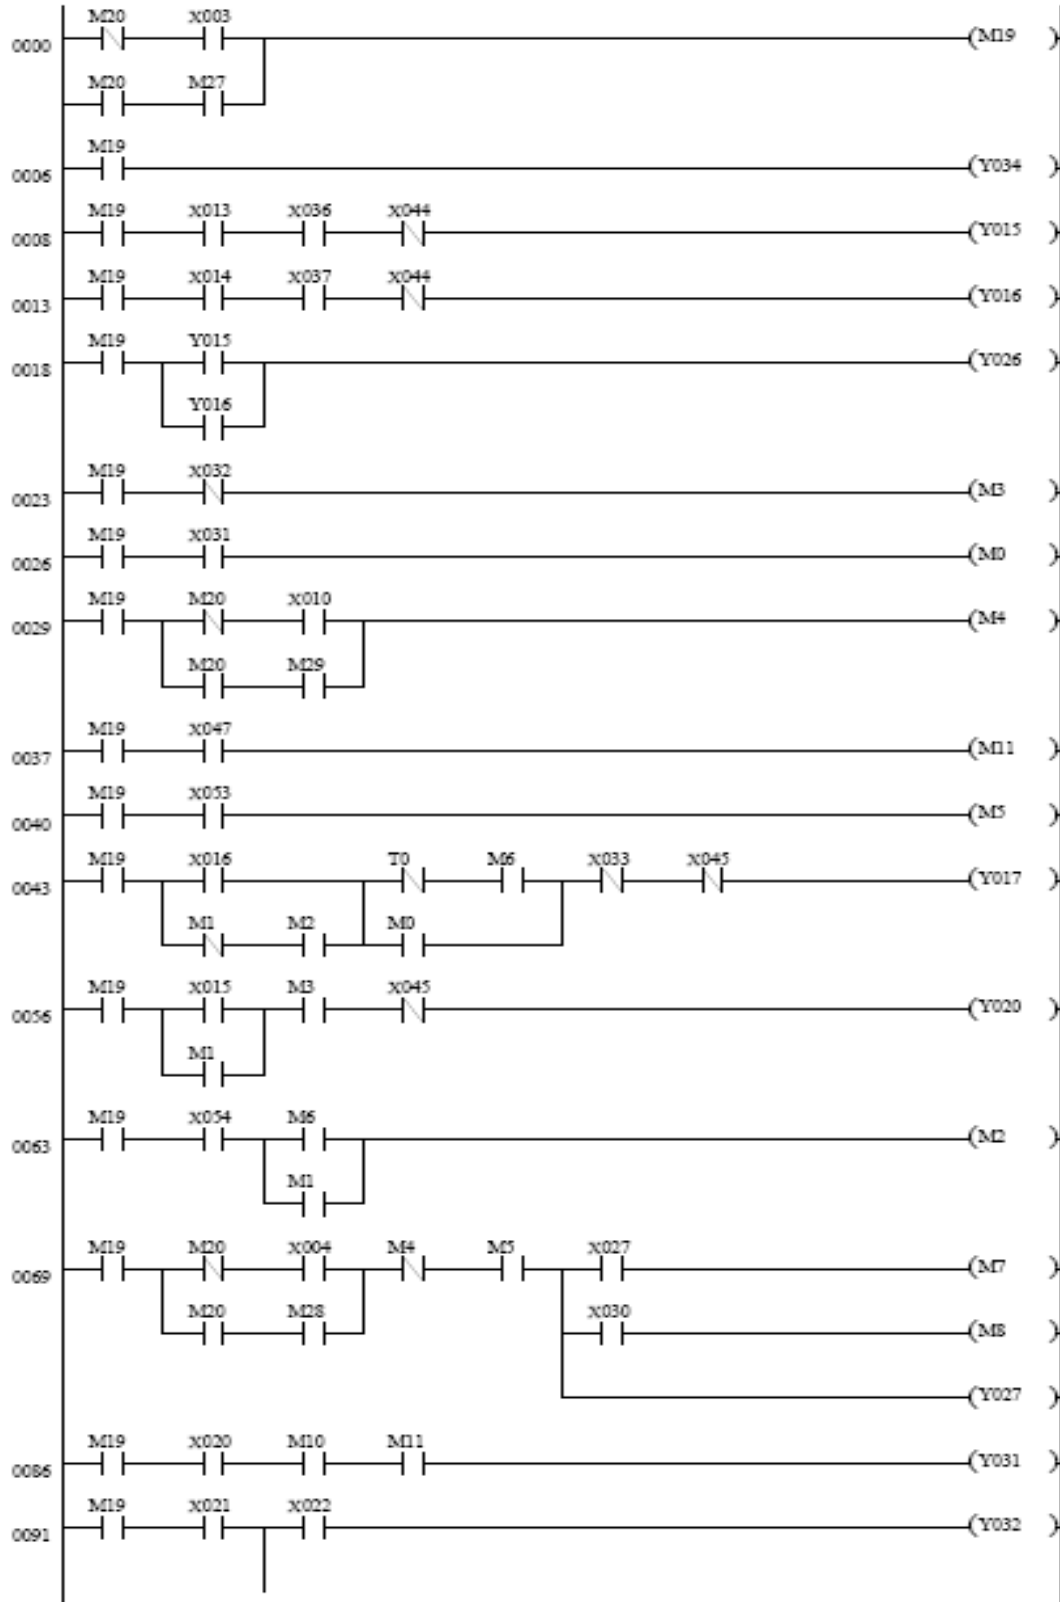 M20 X003
0000 (M19 )
M20 M27
M19
0006 (Y034 )
M19 X013 X036 X044
0008 (Y015 )
M19 X014 X037 X044
0013 (Y016 )
M19 Y015
0018 (Y026 )
Y016
M19 X032
0023 (M3 )
M19 X031
0026 (M0 )
M19 M20 X010
0029 (M4 )
M20 M29
M19 X047
0037 (M11 )
M19 X053
0040 (M5 )
M19 X016 T0 M6 X033 X045
0043 (Y017 )
M1 M2 M0
M19 X015 M3 X045
0056 (Y020 )
M1
M19 X054 M6
0063 (M2 )
M1
M19 M20 X004 M4 M5 X027
0069 (M7 )
M20 M28 X030
(M8 )
(Y027 )
M19 X020 M10 M11
0086 (Y031 )
M19 X021 X022
0091 (Y032 )